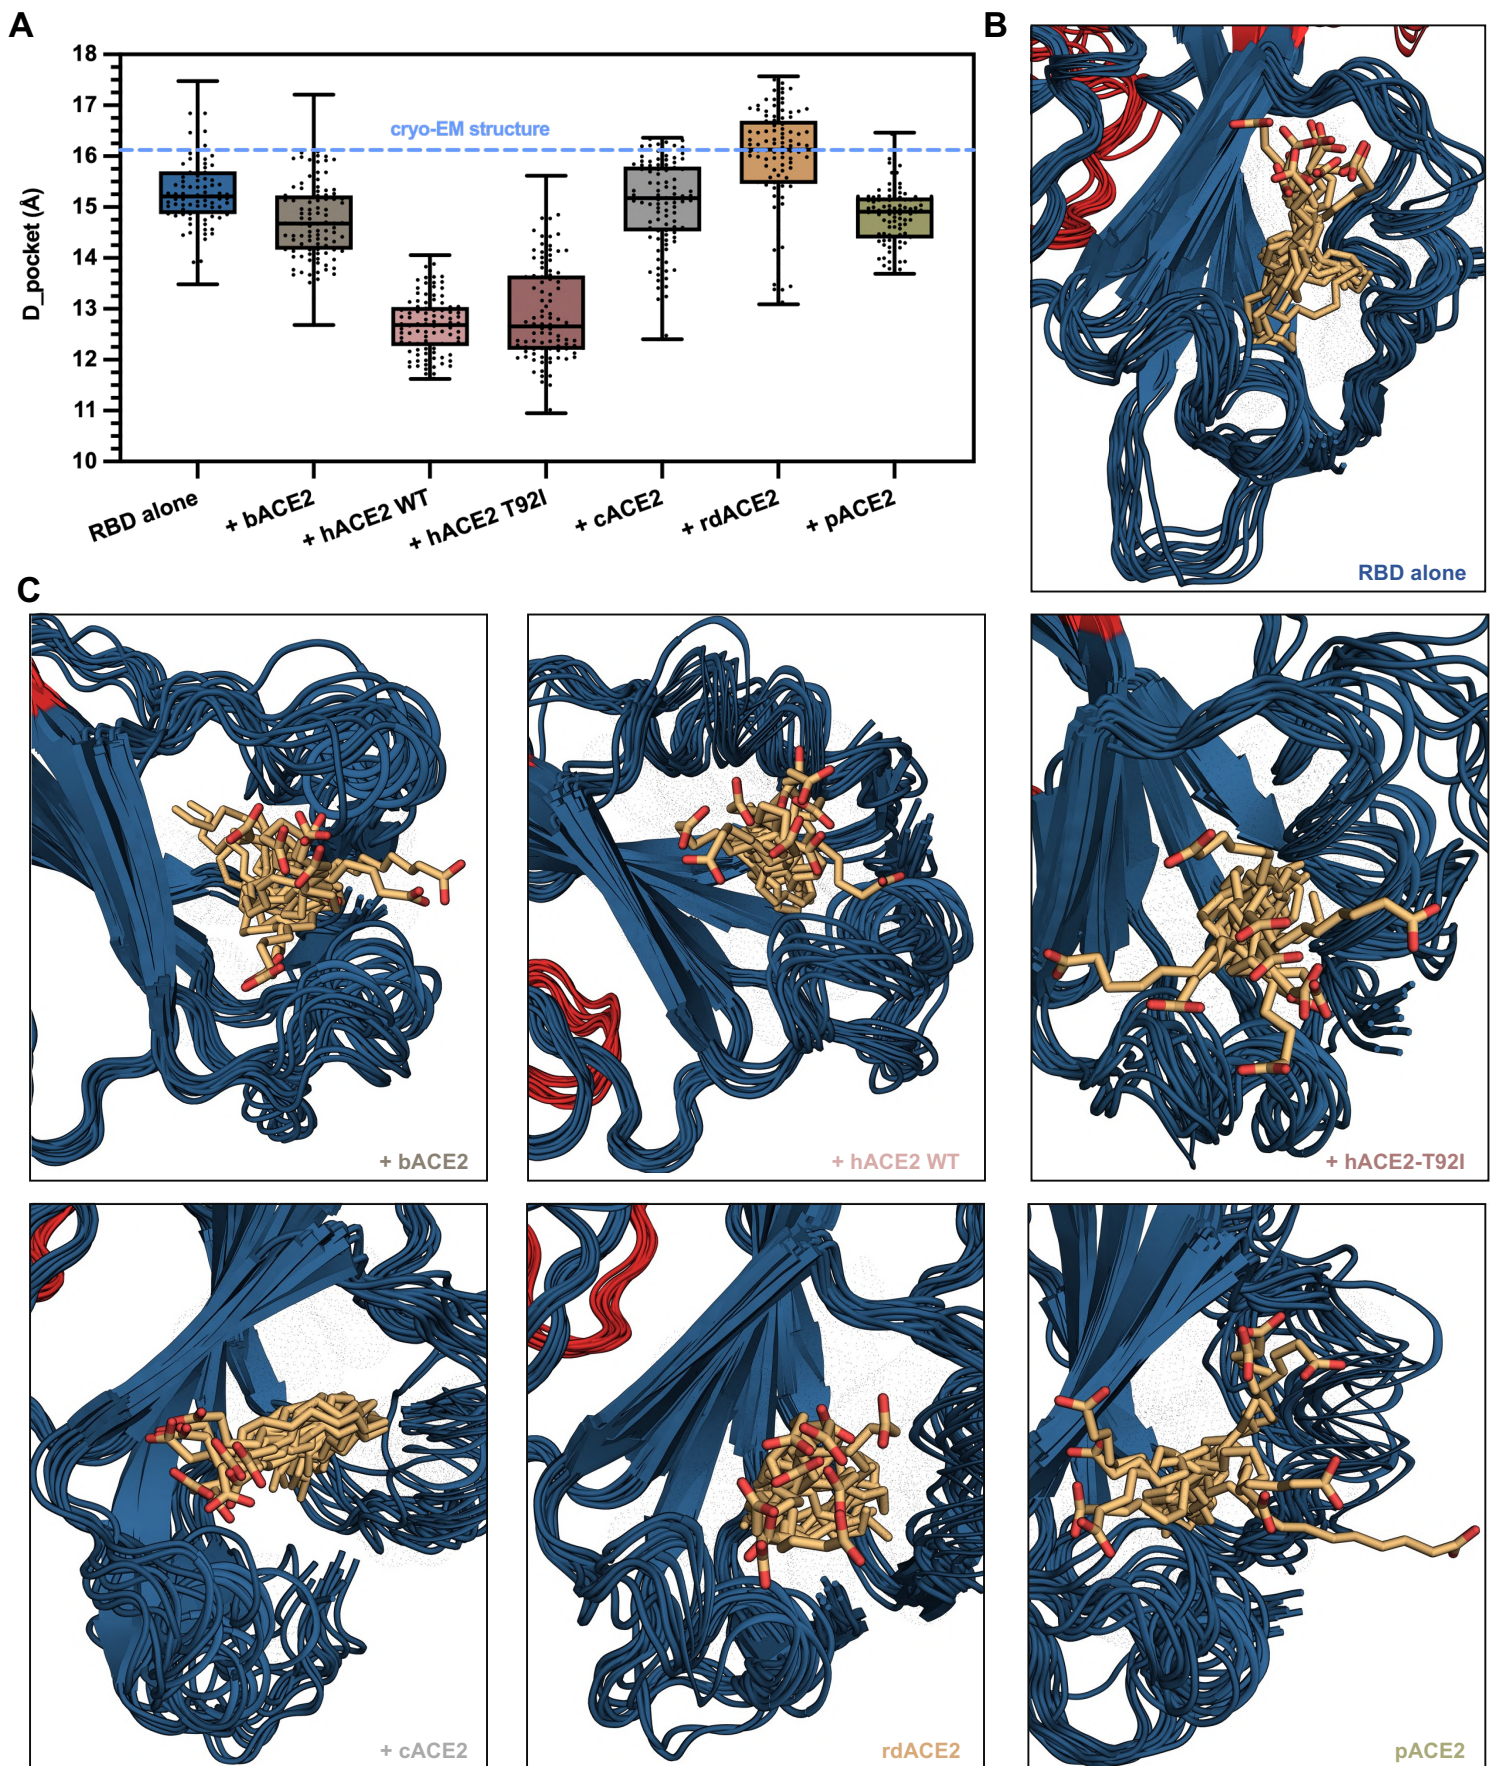 A
B
18
17
16
15
14
13
12
11
10
D_pocket (Å)
cryo-EM structure
RBD alone
+ bACE2
+ hACE2 WT
+ hACE2 T92I
+ cACE2
+ rdACE2
+ pACE2
RBD alone
C
+ bACE2
+ hACE2 WT
+ hACE2-T92I
+ cACE2
rdACE2
pACE2